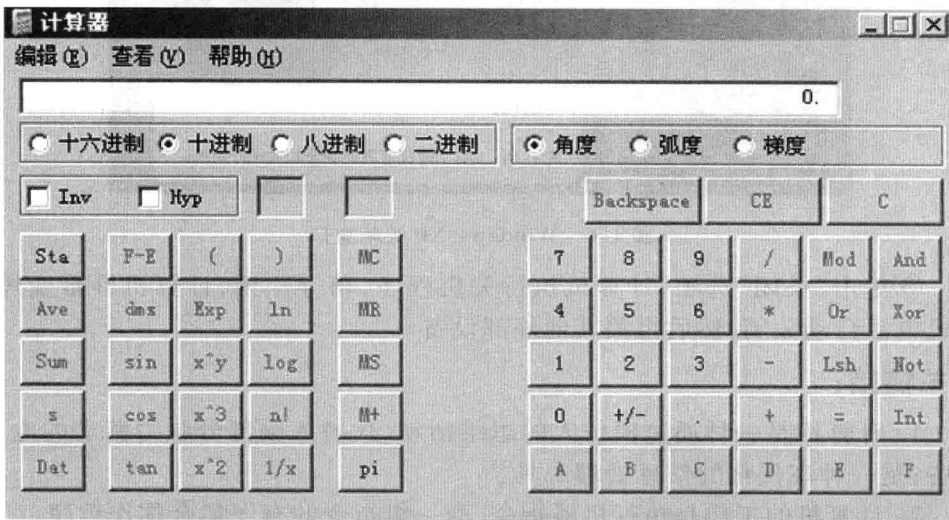 计算器
编辑(E) 查看(V) 帮助(H)
0.
十六进制 十进制 八进制 二进制 角度 弧度 梯度
Inv Hyp Backspace CE C
Sta F-E ( ) MC 7 8 9 / Mod And
Ave dms Exp ln MR 4 5 6 * Or Xor
Sum sin x^y log MS 1 2 3 - Lsh Not
s cos x^3 n! M+ 0 +/- . + = Int
Dat tan x^2 1/x pi A B C D E F